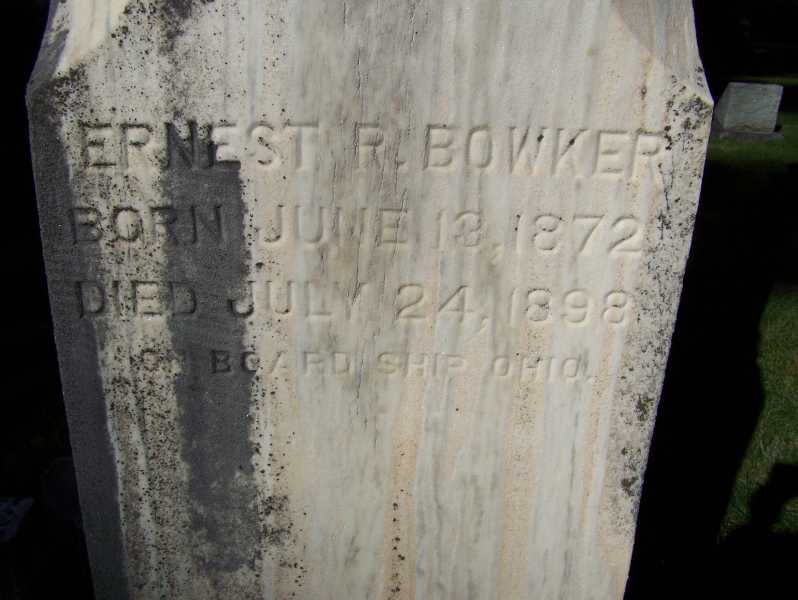 ERNEST R. BOWKER
BORN JUNE 13, 1872
DIED JULY 24, 1898
ON BOARD SHIP OHIO.